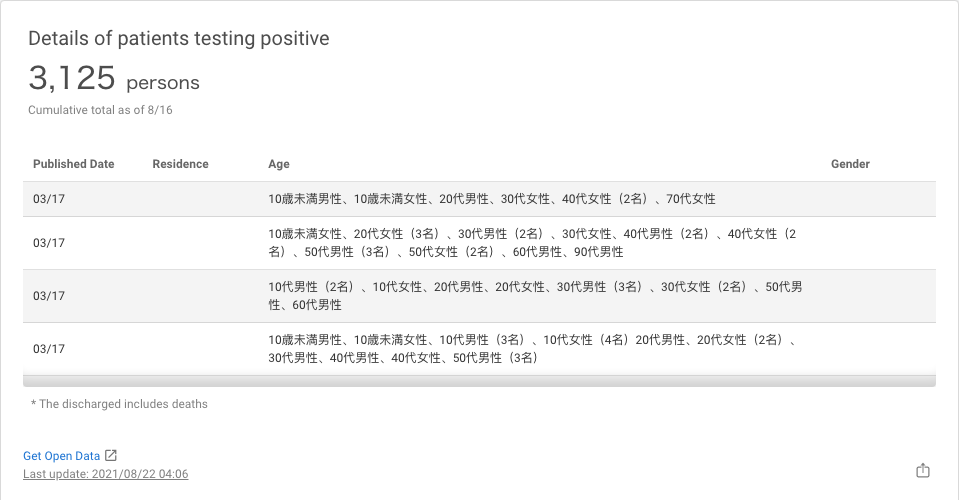 Details of patients testing positive
3,125 persons
Cumulative total as of 8/16
Published Date Residence Age Gender
03/17 10歳未満男性、10歳未満女性、20代男性、30代女性、40代女性（2名）、70代女性
10歳未満女性、20代女性（3名）、30代男性（2名）、30代女性、40代男性（2名）、40代女性（2
03/17
名）、50代男性（3名）、50代女性（2名）、60代男性、90代男性
10代男性（2名）、10代女性、20代男性、20代女性、30代男性（3名）、30代女性（2名）、50代男
03/17
性、60代男性
10歳未満男性、10歳未満女性、10代男性（3名）、10代女性（4名）20代男性、20代女性（2名）、
03/17
30代男性、40代男性、40代女性、50代男性（3名）
* The discharged includes deaths
Get Open Data
Last update: 2021/08/22 04:06